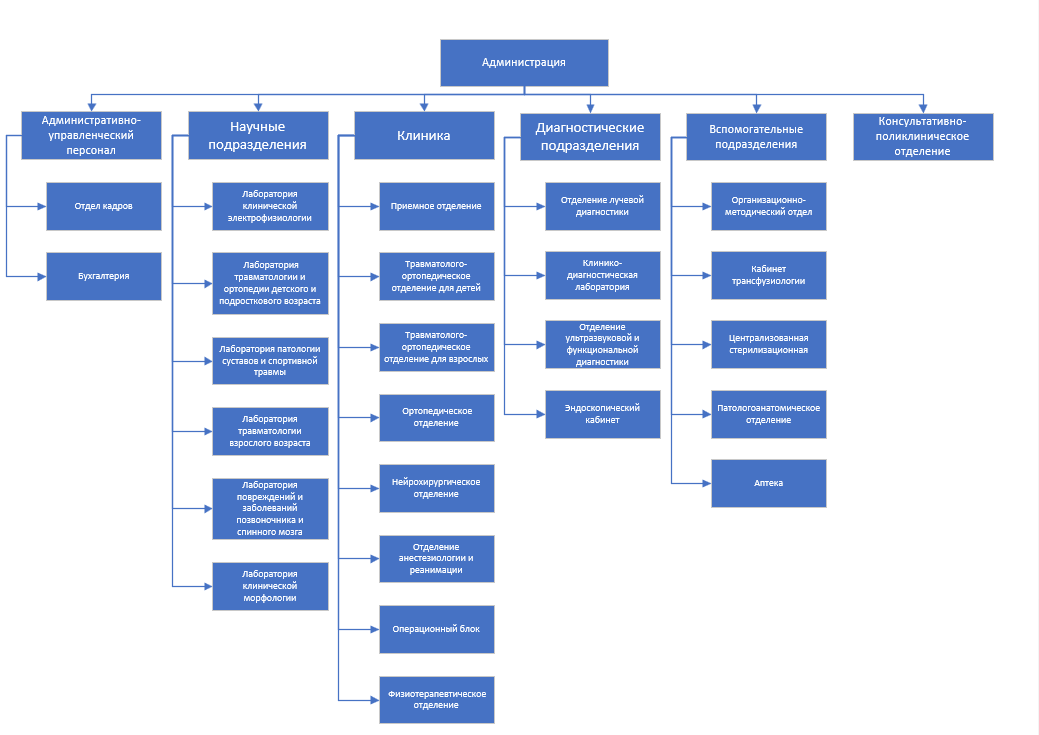 Администрация
Административно-
управленческий
персонал
Отдел кадров
Бухгалтерия
Научные
подразделения
Лаборатория
клинической
электрофизиологии
Лаборатория
травматологии и
ортопедии детского и
подросткового возраста
Лаборатория патологии
суставов и спортивной
травмы
Лаборатория
травматологии
взрослого возраста
Лаборатория
повреждений и
заболеваний
позвоночника и
спинного мозга
Лаборатория
клинической
морфологии
Клиника
Приемное отделение
Травматолого-
ортопедическое
отделение для детей
Травматолого-
ортопедическое
отделение для взрослых
Ортопедическое
отделение
Нейрохирургическое
отделение
Отделение
анестезиологии и
реанимации
Операционный блок
Физиотерапевтическое
отделение
Диагностические
подразделения
Отделение лучевой
диагностики
Клинико-
диагностическая
лаборатория
Отделение
ультразвуковой и
функциональной
диагностики
Эндоскопический
кабинет
Вспомогательные
подразделения
Организационно-
методический отдел
Кабинет
трансфузиологии
Централизованная
стерилизационная
Патологоанатомическое
отделение
Аптека
Консультативно-
поликлиническое
отделение